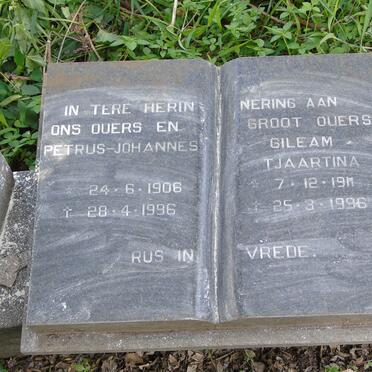 IN TERE HERIN NERING AAN
ONS OUERS EN GROOT OUERS
PETRUS-JOHANNES GILEAM
TJAARTINA
* 24-6-1906 * 7-12-1911
† 28-4-1996 † 25-3-1996
RUS IN VREDE.